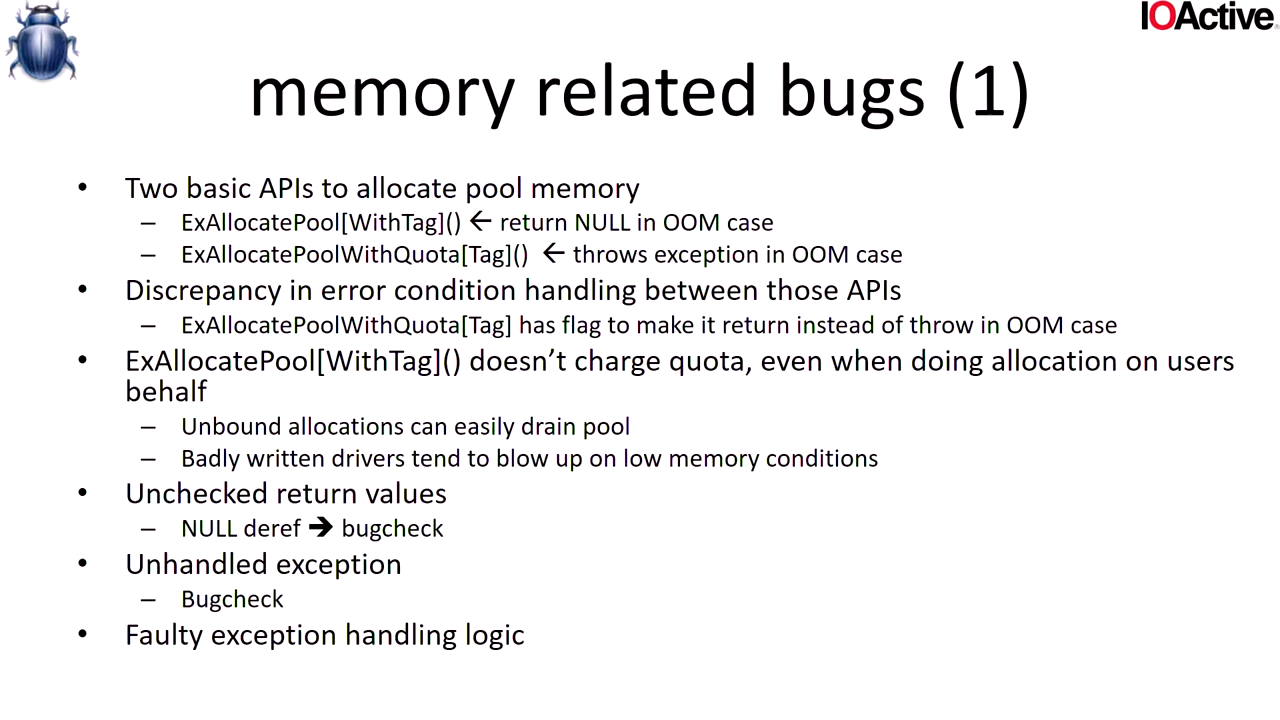 IOActive
memory related bugs (1)
• Two basic APIs to allocate pool memory
– ExAllocatePool[WithTag]() ← return NULL in OOM case
– ExAllocatePoolWithQuota[Tag]() ← throws exception in OOM case
• Discrepancy in error condition handling between those APIs
– ExAllocatePoolWithQuota[Tag] has flag to make it return instead of throw in OOM case
• ExAllocatePool[WithTag]() doesn’t charge quota, even when doing allocation on users
behalf
– Unbound allocations can easily drain pool
– Badly written drivers tend to blow up on low memory conditions
• Unchecked return values
– NULL deref ➔ bugcheck
• Unhandled exception
– Bugcheck
• Faulty exception handling logic